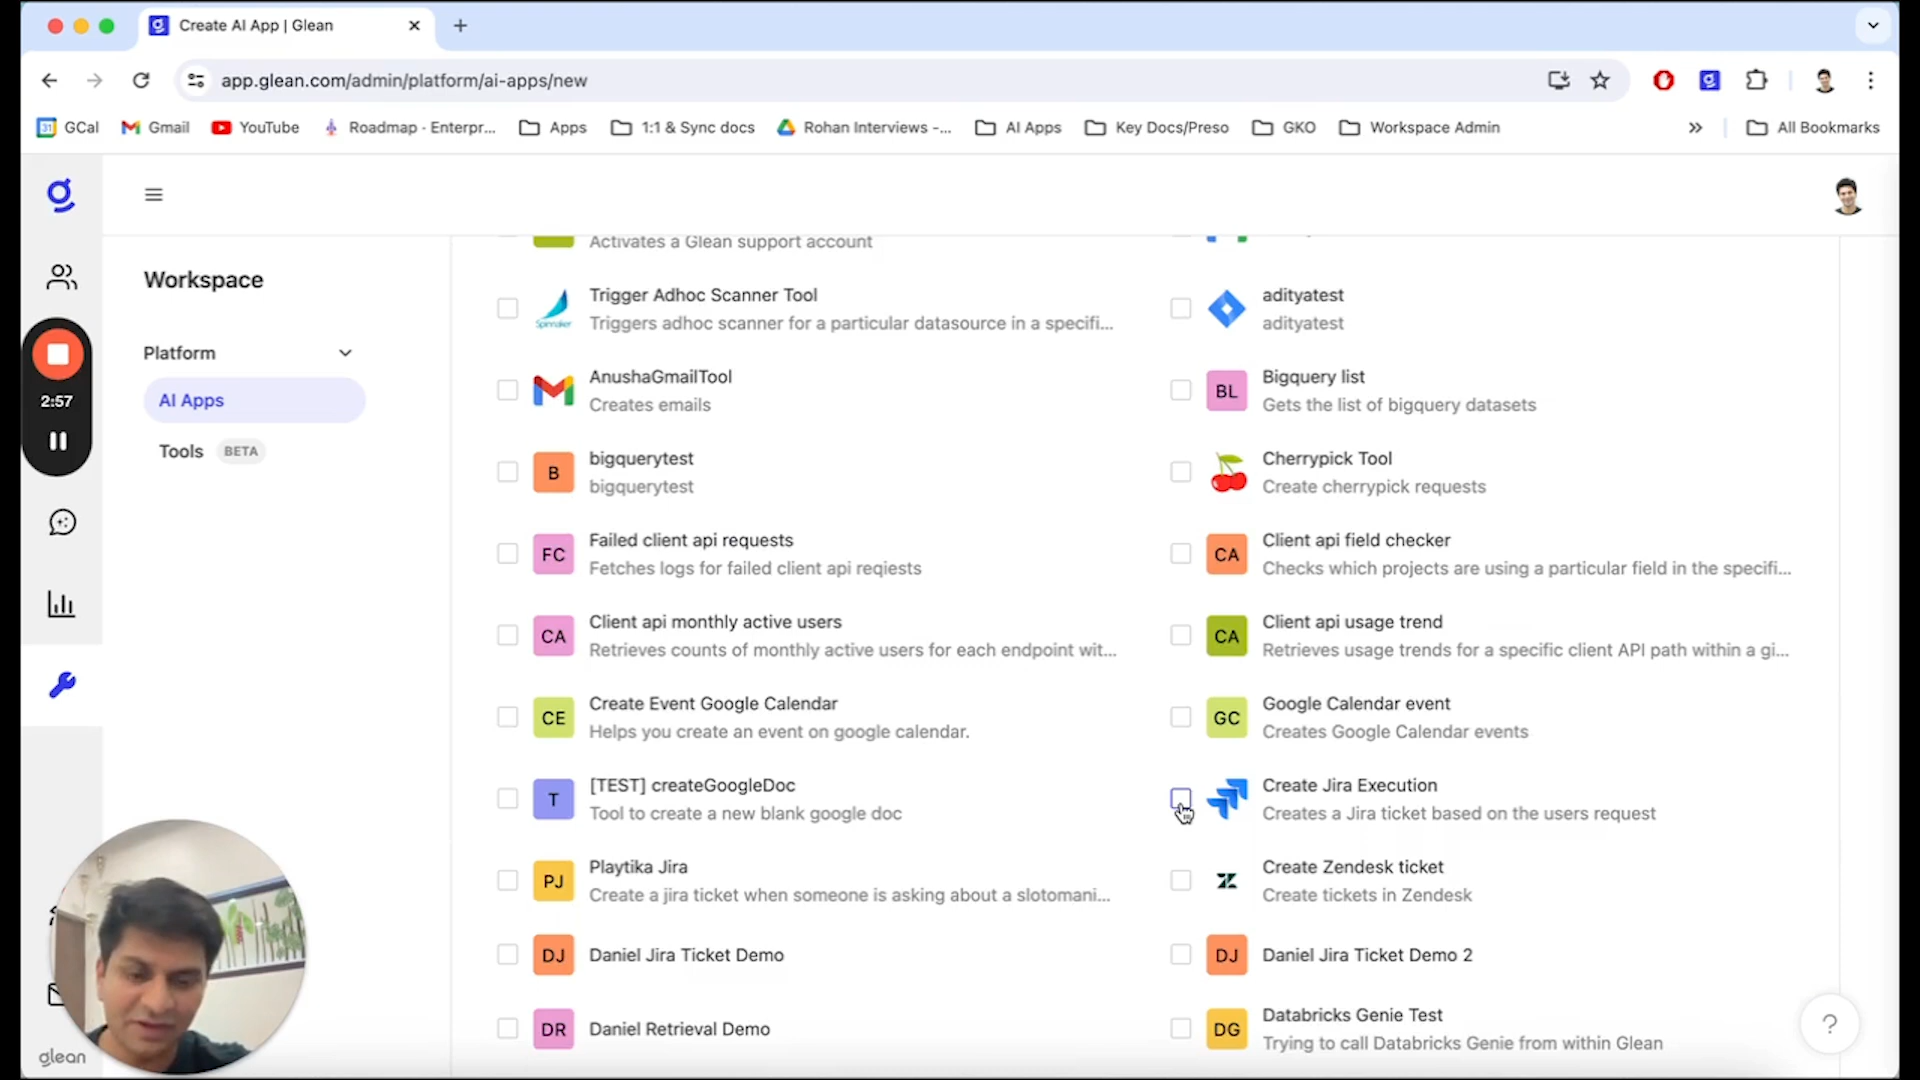 Create AI App | Glean
app.glean.com/admin/platform/ai-apps/new
31 GCal
Gmail
YouTube
Roadmap - Enterpr...
Apps
1:1 & Sync docs
Rohan Interviews -...
AI Apps
Key Docs/Preso
GKO
Workspace Admin
All Bookmarks
Workspace
Platform
AI Apps
Tools BETA
2:57
Activates a Glean support account
Spinnaker
Trigger Adhoc Scanner Tool
Triggers adhoc scanner for a particular datasource in a specifi...
adityatest
adityatest
AnushaGmailTool
Creates emails
BL
Bigquery list
Gets the list of bigquery datasets
B
bigquerytest
bigquerytest
Cherrypick Tool
Create cherrypick requests
FC
Failed client api requests
Fetches logs for failed client api reqiests
CA
Client api field checker
Checks which projects are using a particular field in the specifi...
CA
Client api monthly active users
Retrieves counts of monthly active users for each endpoint wit...
CA
Client api usage trend
Retrieves usage trends for a specific client API path within a gi...
CE
Create Event Google Calendar
Helps you create an event on google calendar.
GC
Google Calendar event
Creates Google Calendar events
T
[TEST] createGoogleDoc
Tool to create a new blank google doc
Create Jira Execution
Creates a Jira ticket based on the users request
PJ
Playtika Jira
Create a jira ticket when someone is asking about a slotomani...
Create Zendesk ticket
Create tickets in Zendesk
DJ
Daniel Jira Ticket Demo
DJ
Daniel Jira Ticket Demo 2
DR
Daniel Retrieval Demo
DG
Databricks Genie Test
Trying to call Databricks Genie from within Glean
glean
?